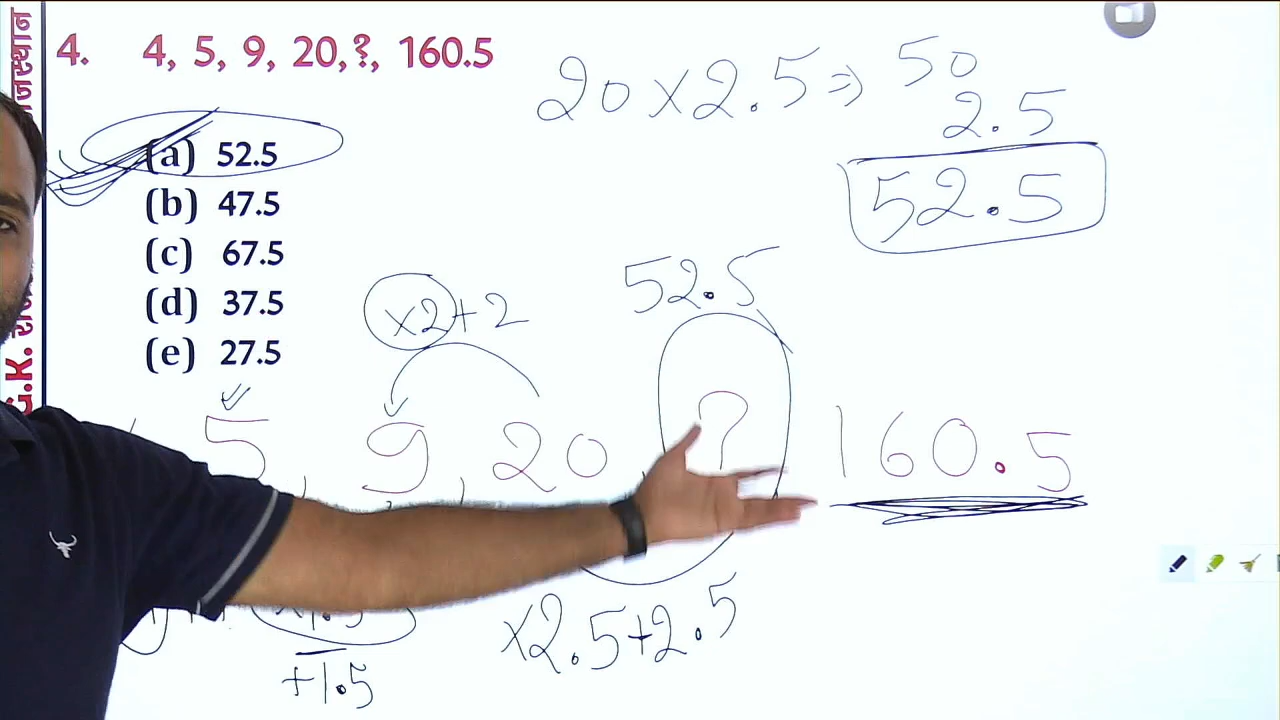 4. 4, 5, 9, 20, ?, 160.5
(a) 52.5
(b) 47.5
(c) 67.5
(d) 37.5
(e) 27.5
20 × 2.5 ⇒ 50
2.5
52.5
52.5
×2+2
5, 9, 20, ? 160.5
+1.5
×2.5+2.5
G.K.